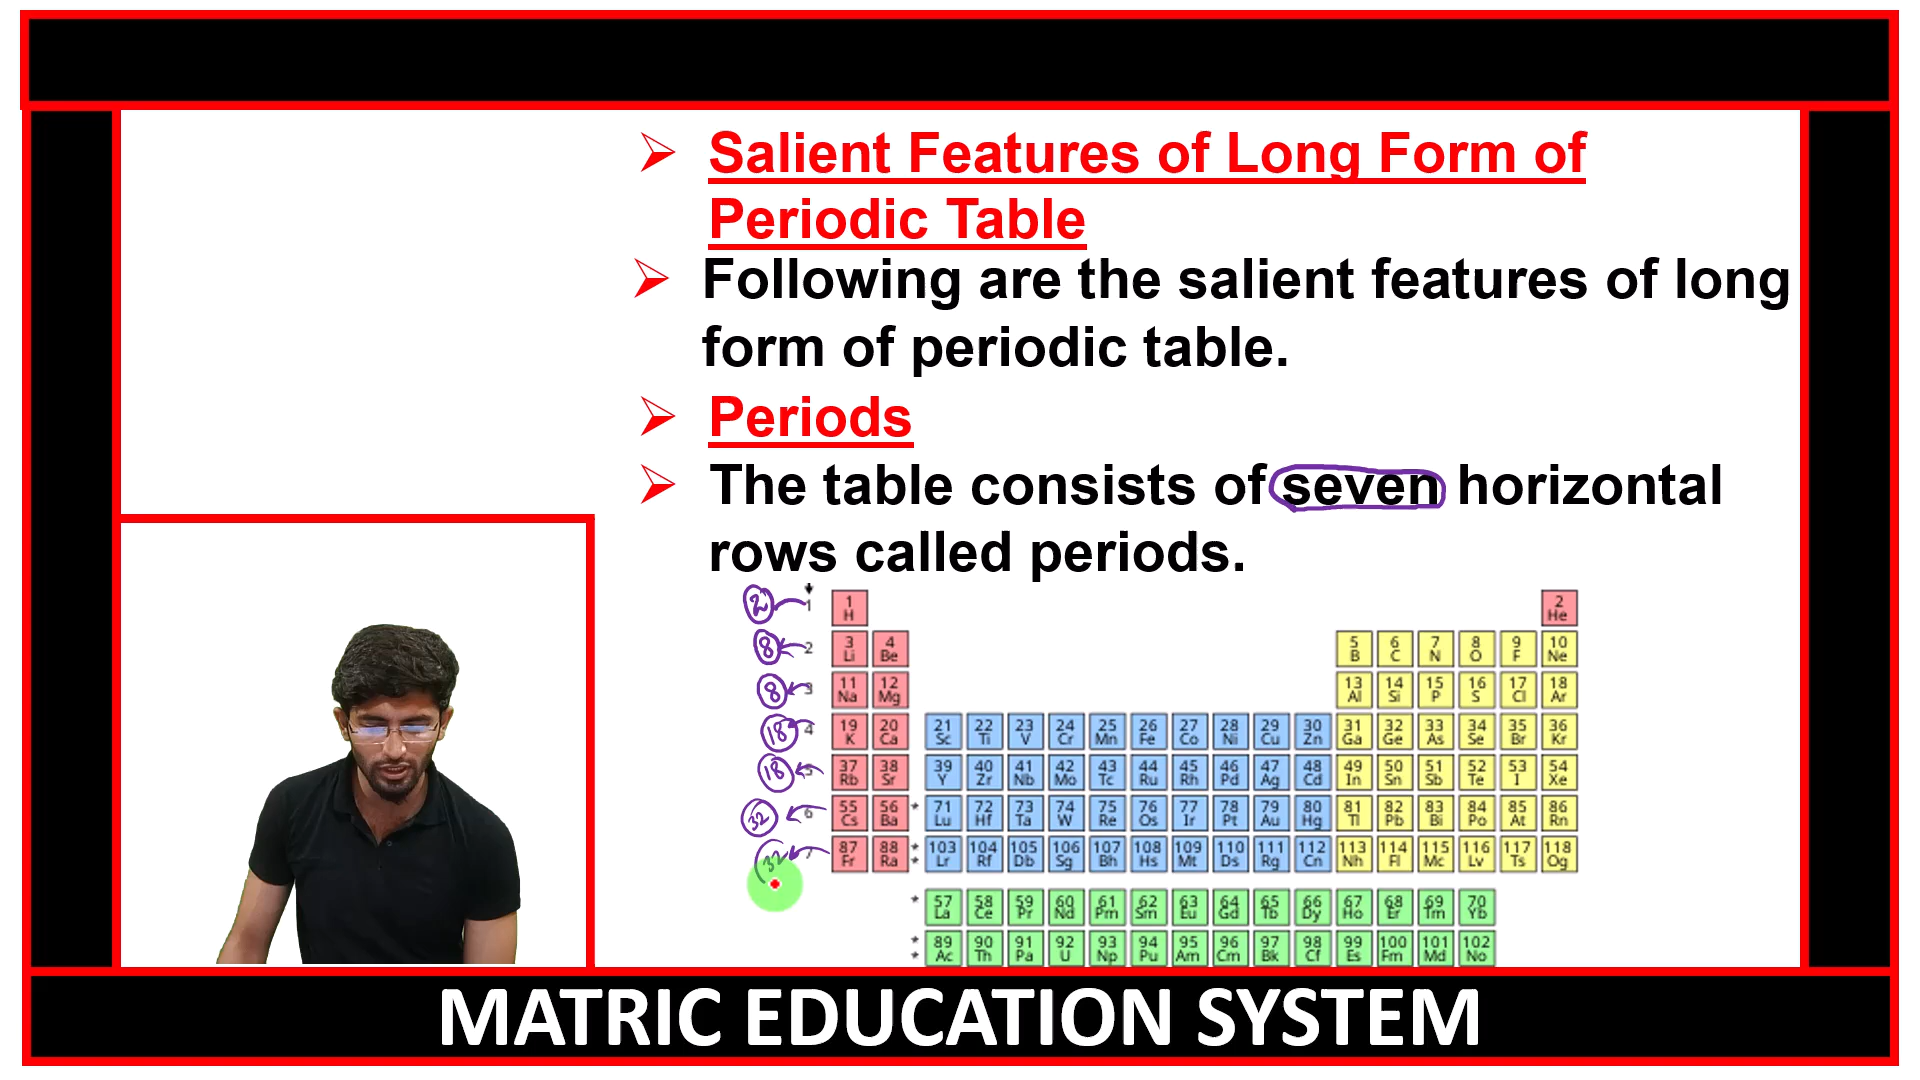 Salient Features of Long Form of
Periodic Table
Following are the salient features of long
form of periodic table.
Periods
The table consists of seven horizontal
rows called periods.
2 1 1 2
H He
8 2 3 4 5 6 7 8 9 10
Li Be B C N O F Ne
8 3 11 12 13 14 15 16 17 18
Na Mg Al Si P S Cl Ar
18 4 19 20 21 22 23 24 25 26 27 28 29 30 31 32 33 34 35 36
K Ca Sc Ti V Cr Mn Fe Co Ni Cu Zn Ga Ge As Se Br Kr
18 5 37 38 39 40 41 42 43 44 45 46 47 48 49 50 51 52 53 54
Rb Sr Y Zr Nb Mo Tc Ru Rh Pd Ag Cd In Sn Sb Te I Xe
32 6 55 56 * 71 72 73 74 75 76 77 78 79 80 81 82 83 84 85 86
Cs Ba Lu Hf Ta W Re Os Ir Pt Au Hg Tl Pb Bi Po At Rn
32 7 87 88 * 103 104 105 106 107 108 109 110 111 112 113 114 115 116 117 118
Fr Ra * Lr Rf Db Sg Bh Hs Mt Ds Rg Cn Nh Fl Mc Lv Ts Og
* 57 58 59 60 61 62 63 64 65 66 67 68 69 70
La Ce Pr Nd Pm Sm Eu Gd Tb Dy Ho Er Tm Yb
* 89 90 91 92 93 94 95 96 97 98 99 100 101 102
* Ac Th Pa U Np Pu Am Cm Bk Cf Es Fm Md No
MATRIC EDUCATION SYSTEM